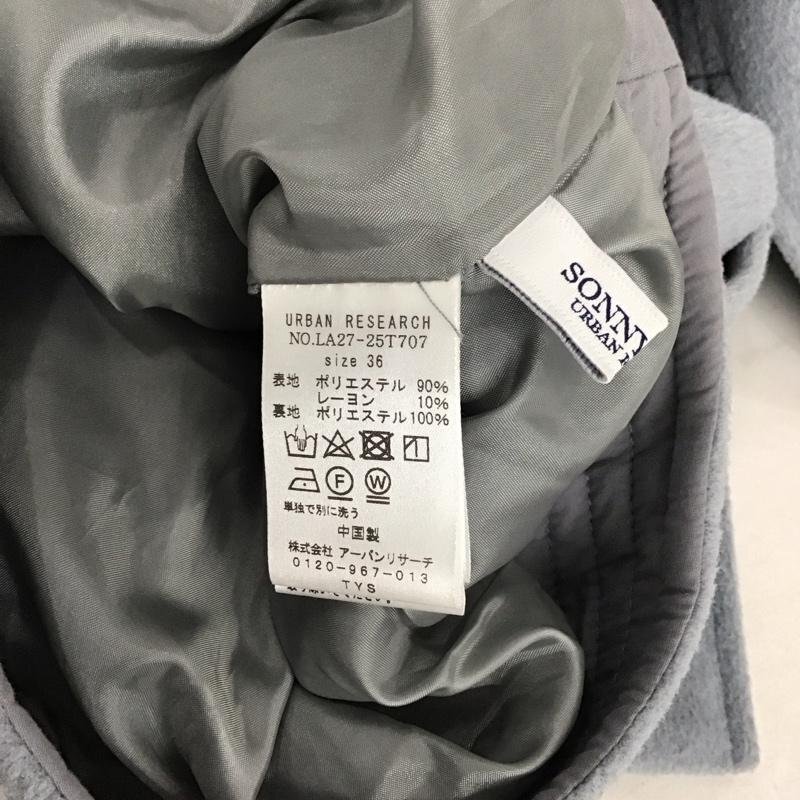 URBAN RESEARCH
NO.LA27-25T707
size 36
表地 ポリエステル 90%
レーヨン 10%
裏地 ポリエステル100%
F W
単独で別に洗う
中国製
株式会社 アーバンリサーチ
0120-967-013
TYS
SONNY
URBAN